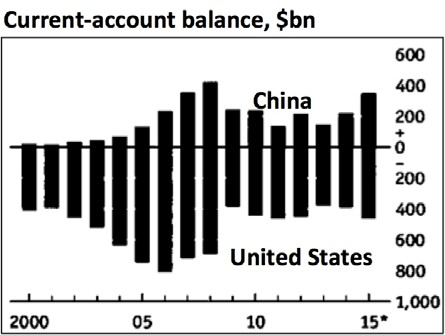 Current-account balance, $bn
600
400
China
200
+
0
–
200
400
600
United States
800
1,000
2000 05 10 15*